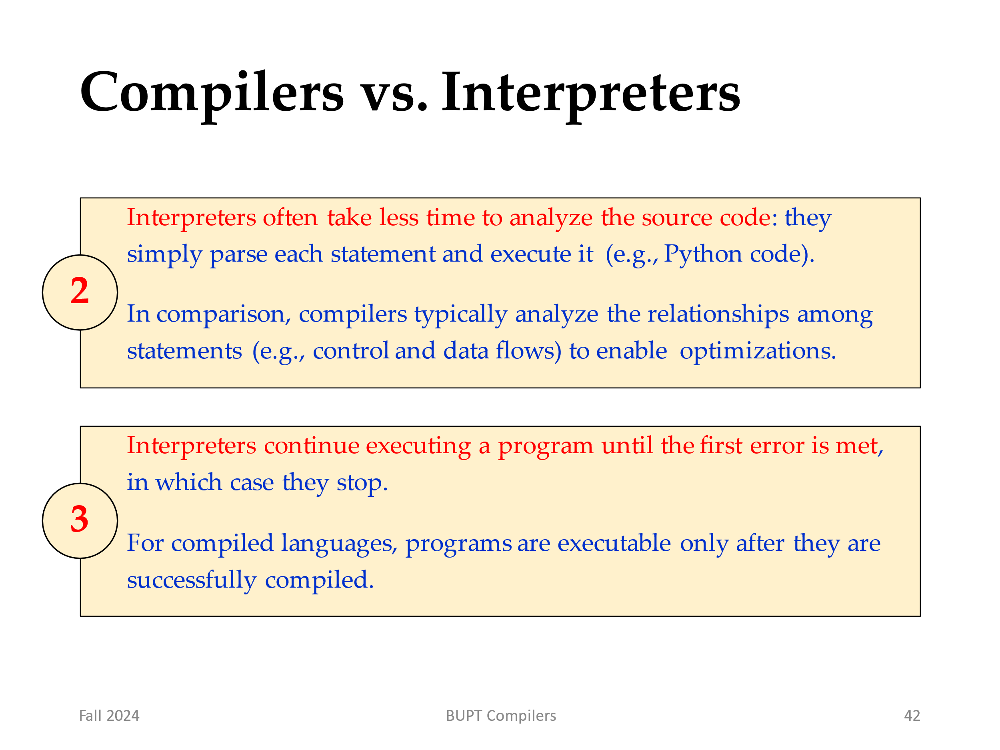 Compilers vs. Interpreters
Interpreters often take less time to analyze the source code: they
simply parse each statement and execute it (e.g., Python code).
2
In comparison, compilers typically analyze the relationships among
statements (e.g., control and data flows) to enable optimizations.
Interpreters continue executing a program until the first error is met,
in which case they stop.
3
For compiled languages, programs are executable only after they are
successfully compiled.
Fall 2024
BUPT Compilers
42